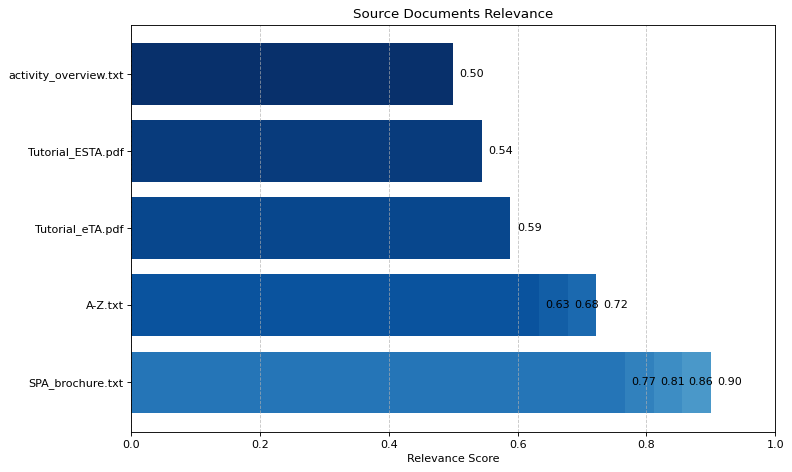 Source Documents Relevance
activity_overview.txt
0.50
Tutorial_ESTA.pdf
0.54
Tutorial_eTA.pdf
0.59
A-Z.txt
0.63 0.68 0.72
SPA_brochure.txt
0.77 0.81 0.86 0.90
0.0 0.2 0.4 0.6 0.8 1.0
Relevance Score